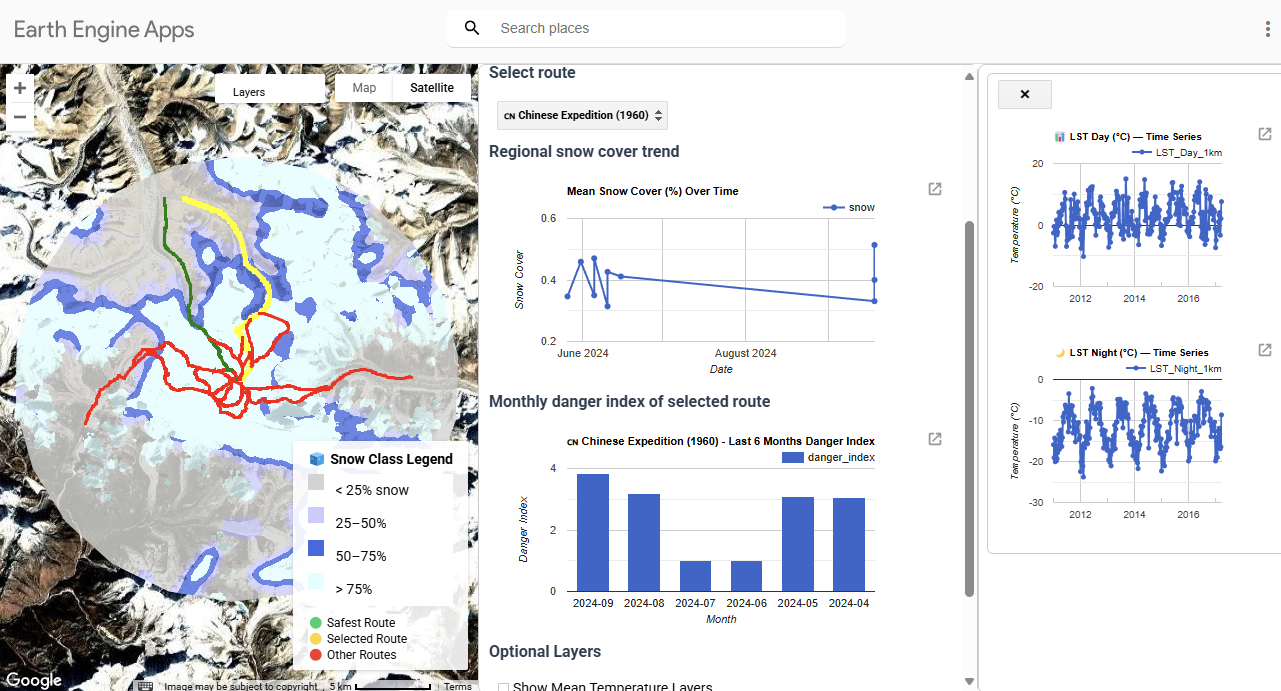 Earth Engine Apps
Search places
Layers
Map
Satellite
+
−
Snow Class Legend
< 25% snow
25–50%
50–75%
> 75%
Safest Route
Selected Route
Other Routes
Google
Image may be subject to copyright
5 km
Terms
Select route
CN Chinese Expedition (1960)
Regional snow cover trend
Mean Snow Cover (%) Over Time
snow
0.6
0.4
0.2
Snow Cover
June 2024
August 2024
Date
Monthly danger index of selected route
CN Chinese Expedition (1960) - Last 6 Months Danger Index
danger_index
4
2
0
Danger Index
2024-09
2024-08
2024-07
2024-06
2024-05
2024-04
Month
Optional Layers
Show Mean Temperature Layers
×
LST Day (°C) — Time Series
LST_Day_1km
20
0
-20
Temperature (°C)
2012
2014
2016
LST Night (°C) — Time Series
LST_Night_1km
0
-10
-20
-30
Temperature (°C)
2012
2014
2016